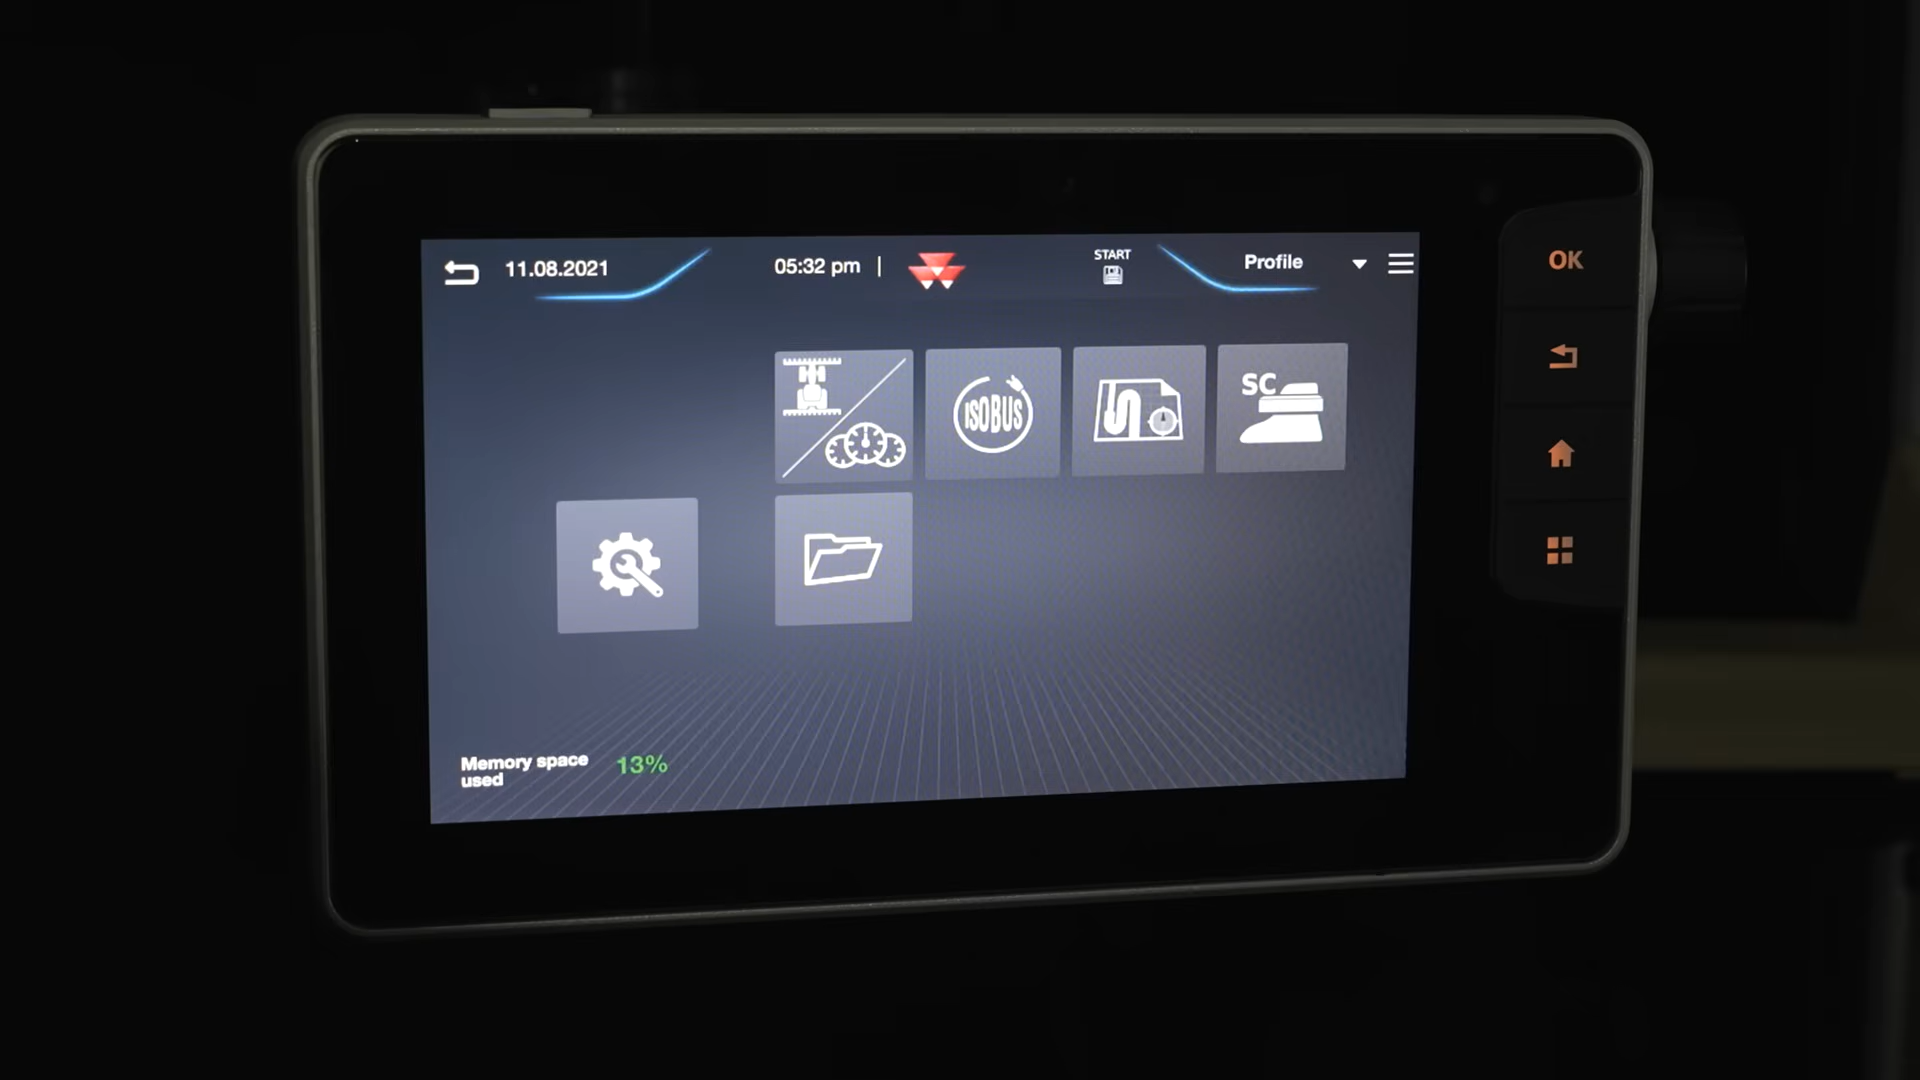 11.08.2021
05:32 pm |
START
Profile
OK
ISOBUS
SC
Memory space
used
13%